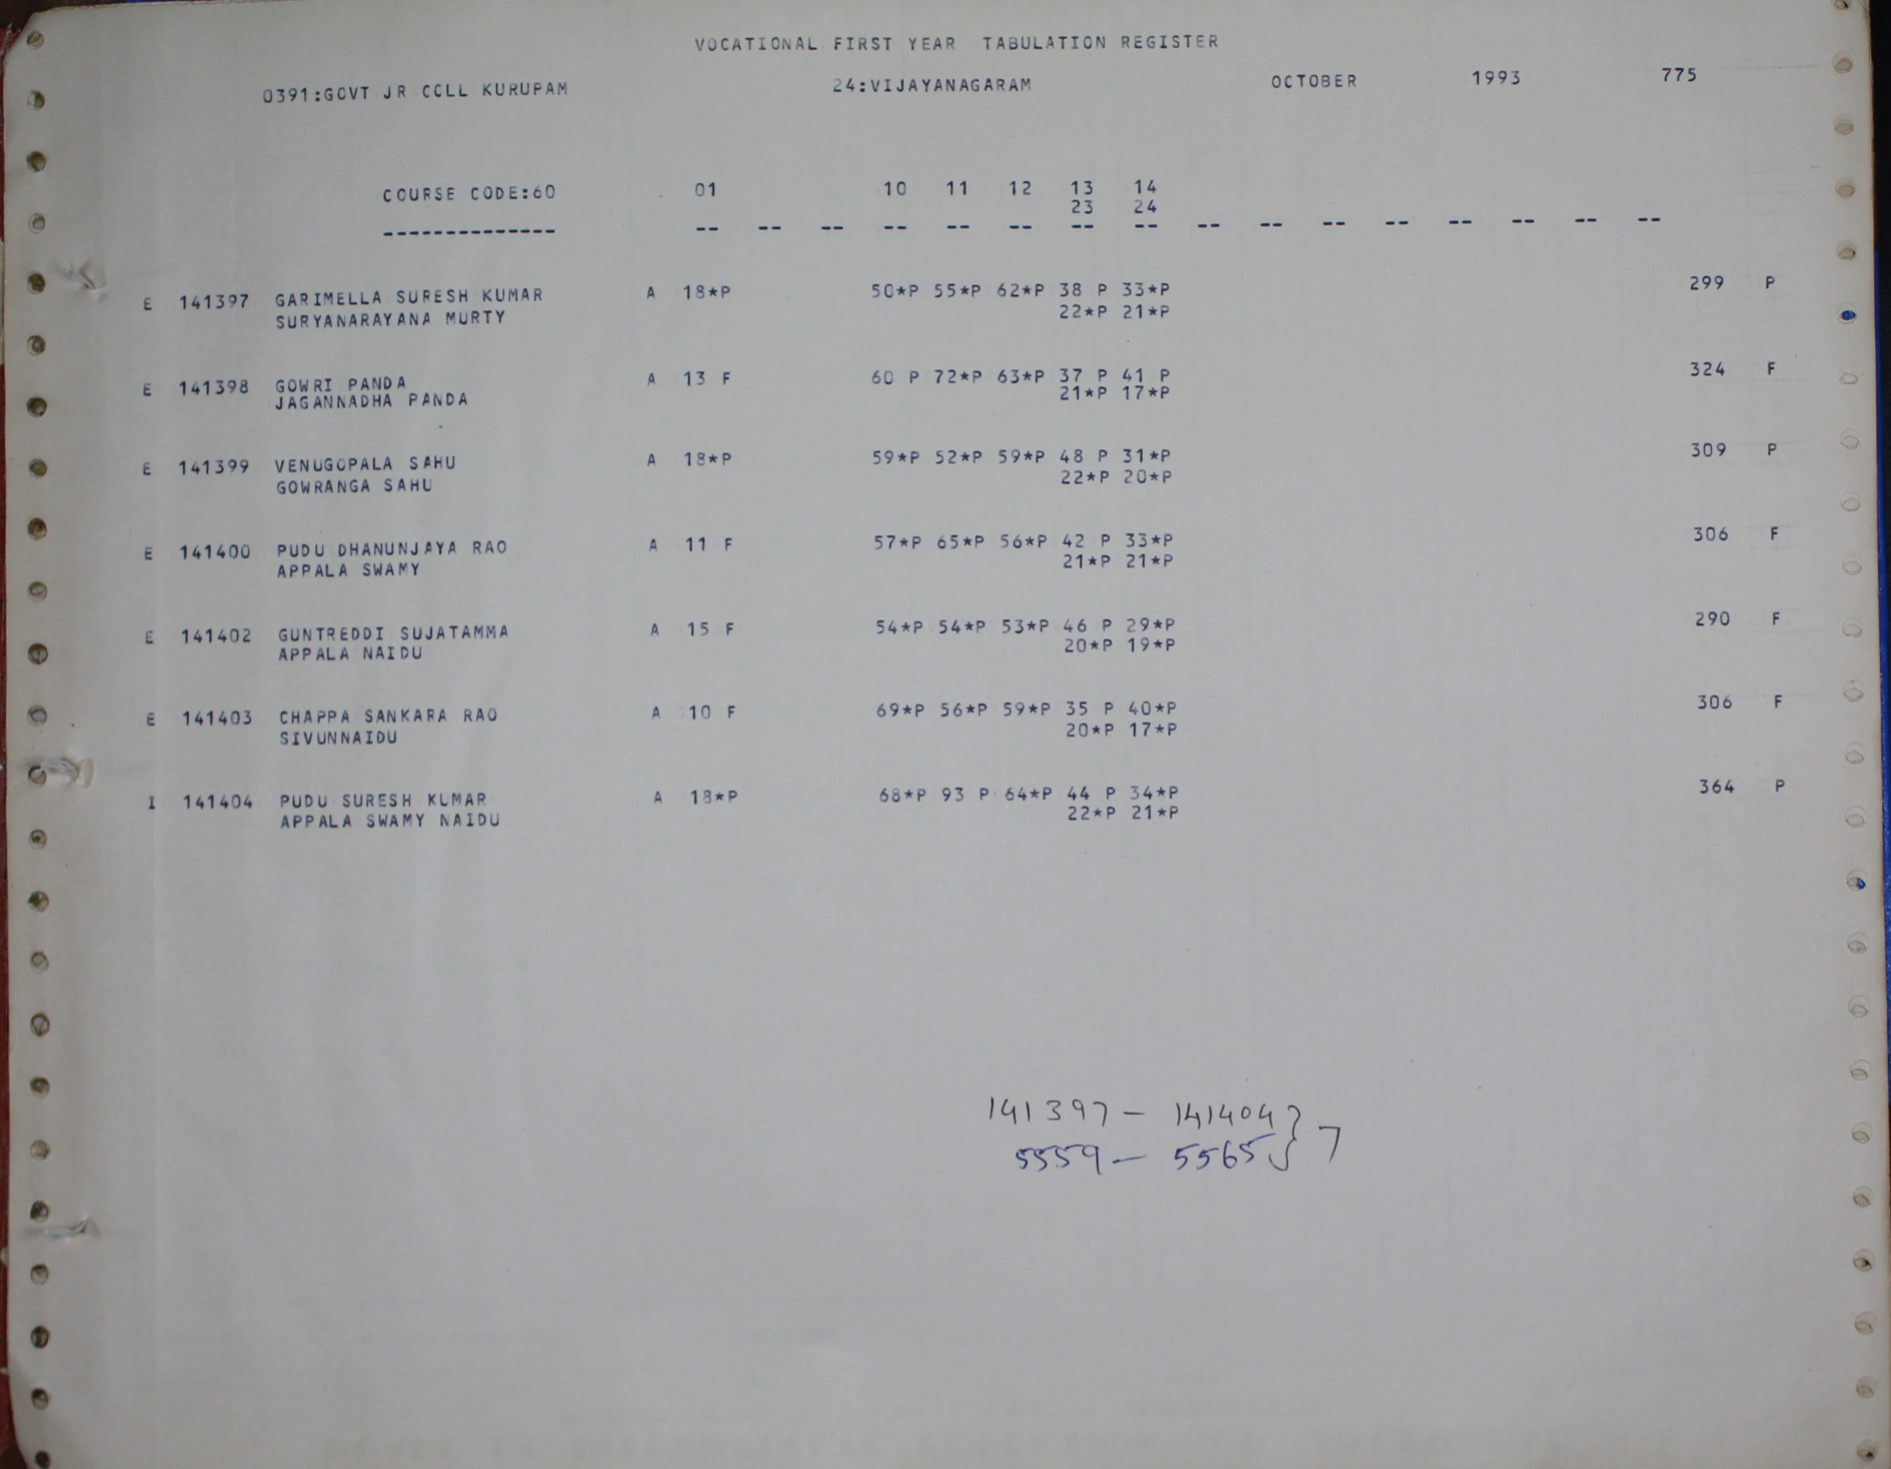 VOCATIONAL FIRST YEAR TABULATION REGISTER
0391:GOVT JR COLL KURUPAM 24:VIJAYANAGARAM OCTOBER 1993 775
COURSE CODE:60 01 10 11 12 13 14
23 24
-------------- -- -- -- -- -- -- -- -- -- -- -- -- -- -- -- --
E 141397 GARIMELLA SURESH KUMAR A 18*P 50*P 55*P 62*P 38 P 33*P 299 P
SURYANARAYANA MURTY 22*P 21*P
E 141398 GOWRI PANDA A 13 F 60 P 72*P 63*P 37 P 41 P 324 F
JAGANNADHA PANDA 21*P 17*P
E 141399 VENUGOPALA SAHU A 18*P 59*P 52*P 59*P 48 P 31*P 309 P
GOWRANGA SAHU 22*P 20*P
E 141400 PUDU DHANUNJAYA RAO A 11 F 57*P 65*P 56*P 42 P 33*P 306 F
APPALA SWAMY 21*P 21*P
E 141402 GUNTREDDI SUJATAMMA A 15 F 54*P 54*P 53*P 46 P 29*P 290 F
APPALA NAIDU 20*P 19*P
E 141403 CHAPPA SANKARA RAO A 10 F 69*P 56*P 59*P 35 P 40*P 306 F
SIVUNNAIDU 20*P 17*P
I 141404 PUDU SURESH KUMAR A 18*P 68*P 93 P 64*P 44 P 34*P 364 P
APPALA SWAMY NAIDU 22*P 21*P
141397 - 141404 } 7
5559 - 5565